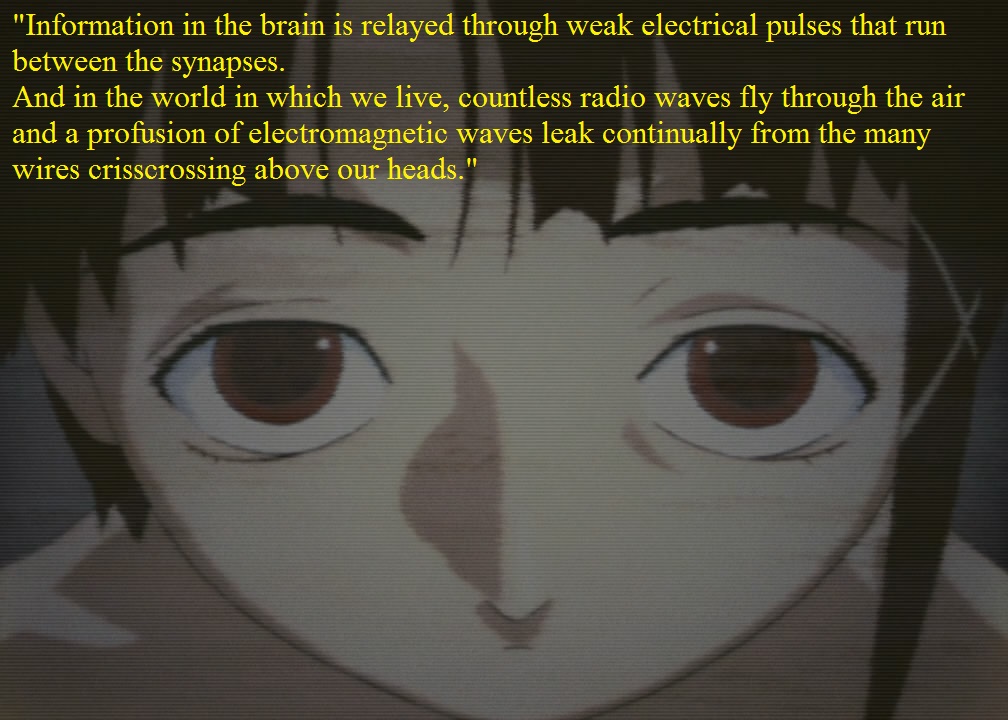 "Information in the brain is relayed through weak electrical pulses that run
between the synapses.
And in the world in which we live, countless radio waves fly through the air
and a profusion of electromagnetic waves leak continually from the many
wires crisscrossing above our heads."